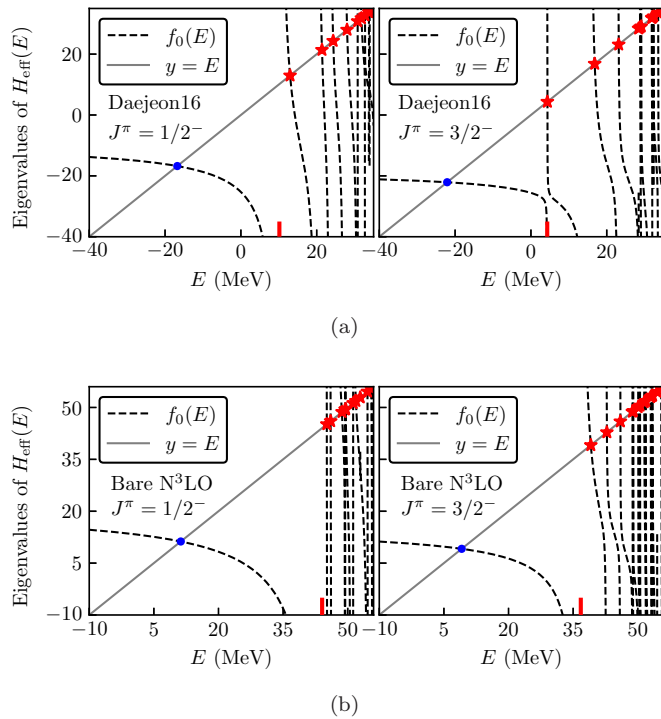 Eigenvalues of H_eff(E)
20
0
−20
−40
f_0(E)
y = E
Daejeon16
J^π = 1/2^−
−40 −20 0 20
E (MeV)
f_0(E)
y = E
Daejeon16
J^π = 3/2^−
−40 −20 0 20
E (MeV)
(a)
Eigenvalues of H_eff(E)
50
35
20
5
−10
f_0(E)
y = E
Bare N^3LO
J^π = 1/2^−
−10 5 20 35 50
E (MeV)
f_0(E)
y = E
Bare N^3LO
J^π = 3/2^−
−10 5 20 35 50
E (MeV)
(b)